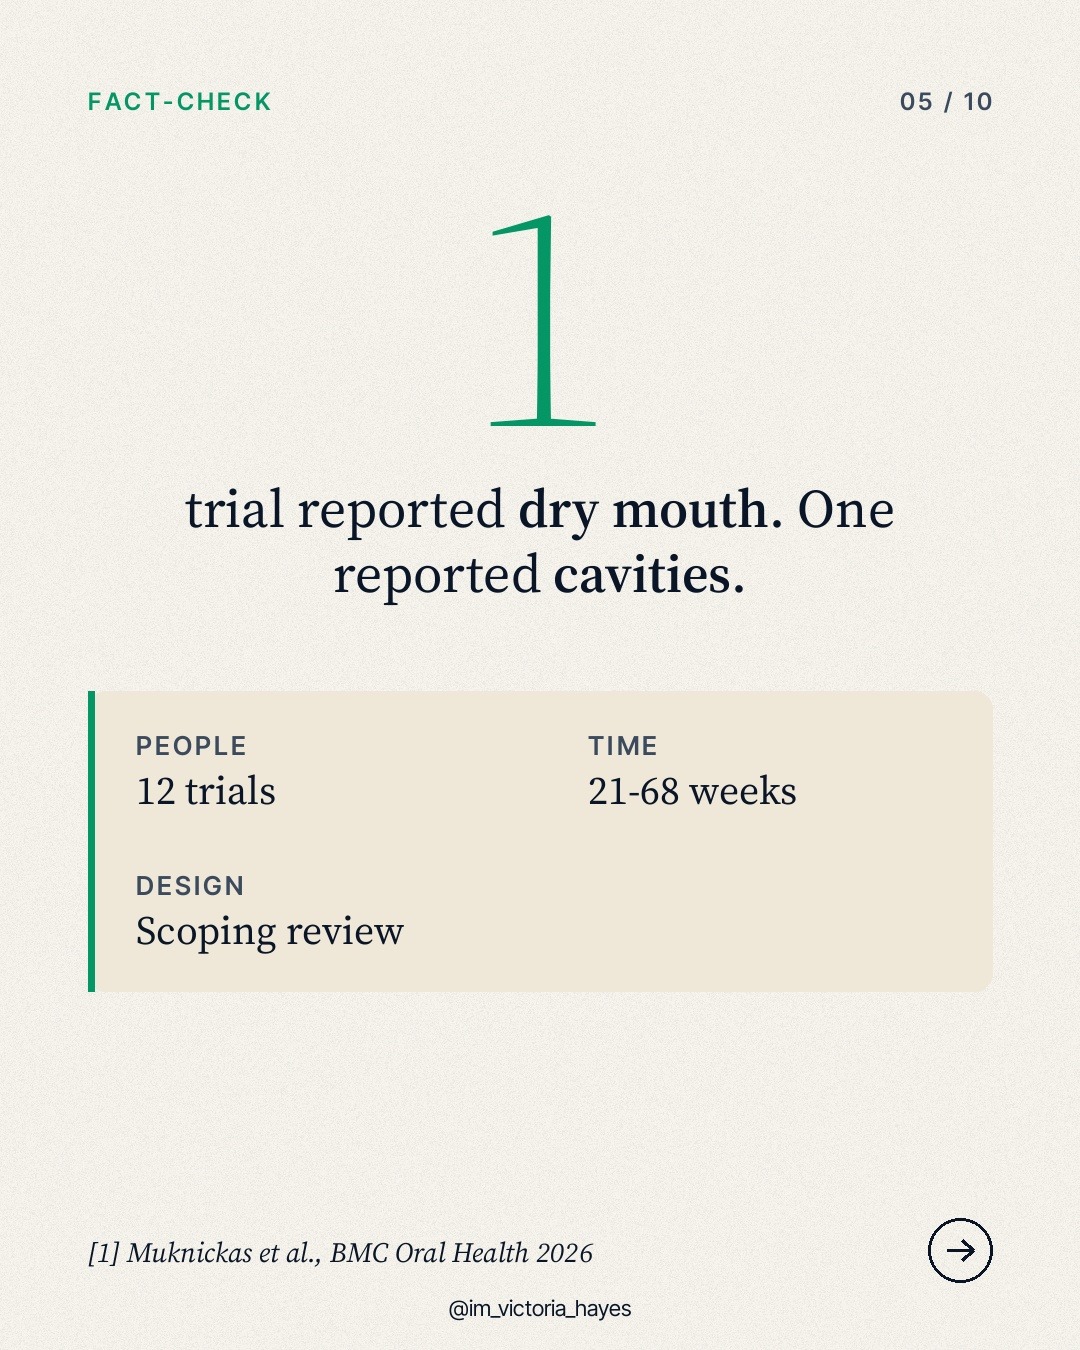 FACT-CHECK
05 / 10
1
trial reported dry mouth. One
reported cavities.
PEOPLE
12 trials
TIME
21-68 weeks
DESIGN
Scoping review
[1] Muknickas et al., BMC Oral Health 2026
@im_victoria_hayes